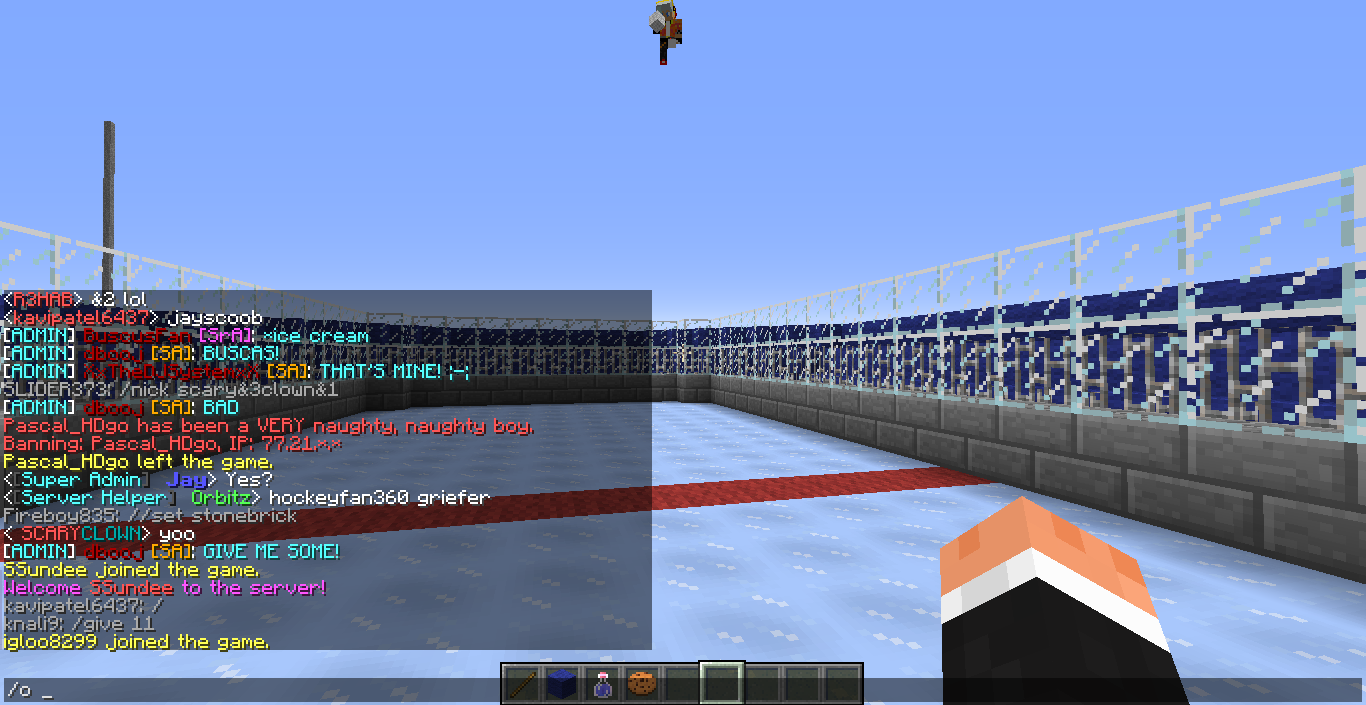 <R3HAB> &2 lol
<kavipatel6437> jayscoob
[ADMIN] BuscusFan [SrA]: *ice cream
[ADMIN] dbooj [SA]: BUSCAS!
[ADMIN] XxTheDJSystemxX [SA]: THAT'S MINE! ;-;
SLIDER373: /nick scary&3clown&1
[ADMIN] dbooj [SA]: BAD
Pascal_HDgo has been a VERY naughty, naughty boy.
Banning: Pascal_HDgo, IP: 77.21.*.*
Pascal_HDgo left the game.
<[Super Admin] Jay> Yes?
<[Server Helper] Orbitz> hockeyfan360 griefer
Fireboy835: //set stonebrick
< SCARYCLOWN> yoo
[ADMIN] dbooj [SA]: GIVE ME SOME!
SSundee joined the game.
Welcome SSundee to the server!
kavipatel6437: /
knali9: /give 11
igloo8299 joined the game.
/o _